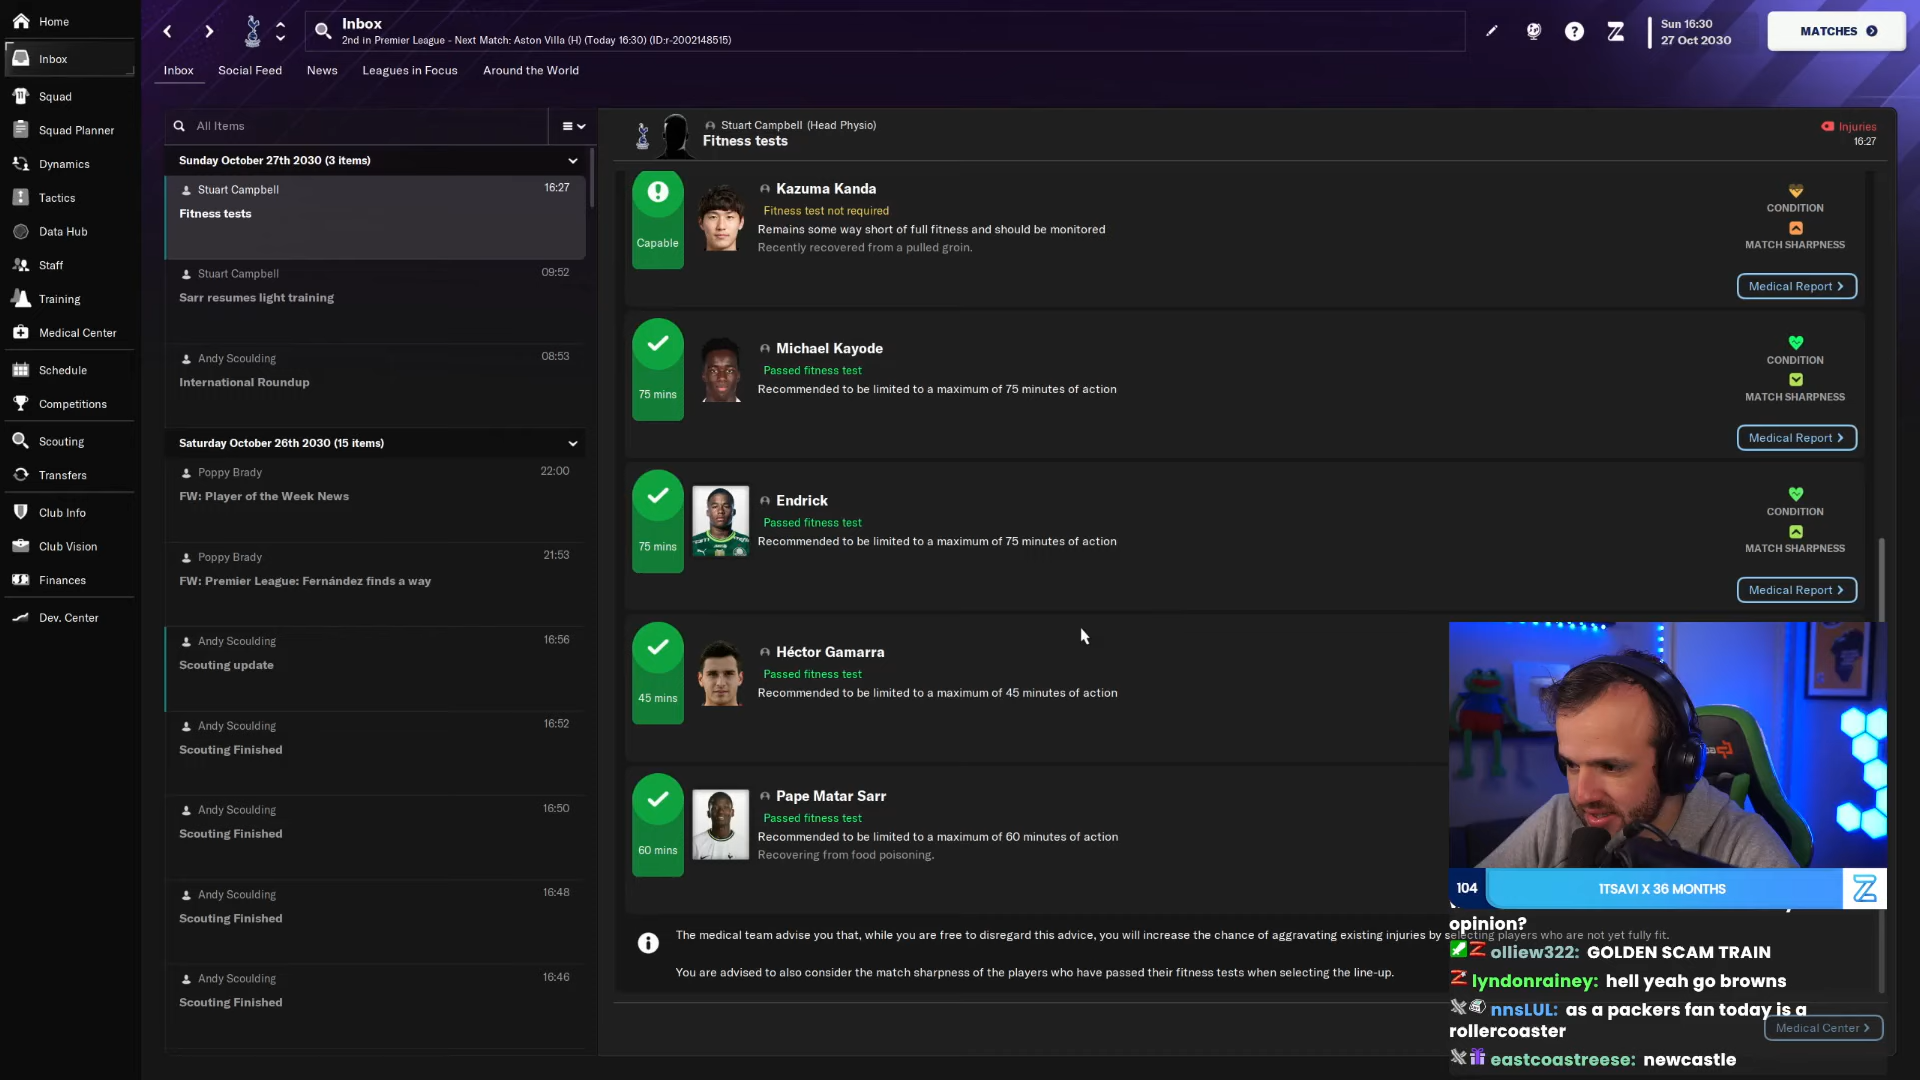 Home
Inbox
Squad
Squad Planner
Dynamics
Tactics
Data Hub
Staff
Training
Medical Center
Schedule
Competitions
Scouting
Transfers
Club Info
Club Vision
Finances
Dev. Center
Inbox
2nd in Premier League - Next Match: Aston Villa (H) (Today 16:30) (ID:r-2002148515)
Sun 16:30
27 Oct 2030
MATCHES
Inbox Social Feed News Leagues in Focus Around the World
All Items
Sunday October 27th 2030 (3 items)
Stuart Campbell 16:27
Fitness tests
Stuart Campbell 09:52
Sarr resumes light training
Andy Scoulding 08:53
International Roundup
Saturday October 26th 2030 (15 items)
Poppy Brady 22:00
FW: Player of the Week News
Poppy Brady 21:53
FW: Premier League: Fernández finds a way
Andy Scoulding 16:56
Scouting update
Andy Scoulding 16:52
Scouting Finished
Andy Scoulding 16:50
Scouting Finished
Andy Scoulding 16:48
Scouting Finished
Andy Scoulding 16:46
Scouting Finished
Stuart Campbell (Head Physio)
Fitness tests
Injuries
16:27
Capable
Kazuma Kanda
Fitness test not required
Remains some way short of full fitness and should be monitored
Recently recovered from a pulled groin.
CONDITION
MATCH SHARPNESS
Medical Report
75 mins
Michael Kayode
Passed fitness test
Recommended to be limited to a maximum of 75 minutes of action
CONDITION
MATCH SHARPNESS
Medical Report
75 mins
Endrick
Passed fitness test
Recommended to be limited to a maximum of 75 minutes of action
CONDITION
MATCH SHARPNESS
Medical Report
45 mins
Héctor Gamarra
Passed fitness test
Recommended to be limited to a maximum of 45 minutes of action
60 mins
Pape Matar Sarr
Passed fitness test
Recommended to be limited to a maximum of 60 minutes of action
Recovering from food poisoning.
The medical team advise you that, while you are free to disregard this advice, you will increase the chance of aggravating existing injuries by selecting players who are not yet fully fit.
You are advised to also consider the match sharpness of the players who have passed their fitness tests when selecting the line-up.
Medical Center
104 1TSAVI X 36 MONTHS
opinion?
olliew322: GOLDEN SCAM TRAIN
lyndonrainey: hell yeah go browns
nnsLUL: as a packers fan today is a
rollercoaster
eastcoastreese: newcastle